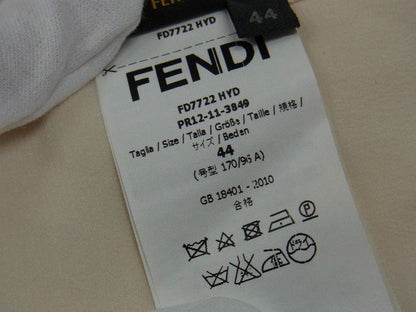 44
FD7722 HYD
FENDI
FD7722 HYD
PR12-11-3849
Taglia / Size / Talla / Größe / Taille / 規格 /
サイズ / Beden
44
(号型 170/96 A)
GB 18401 - 2010
合格